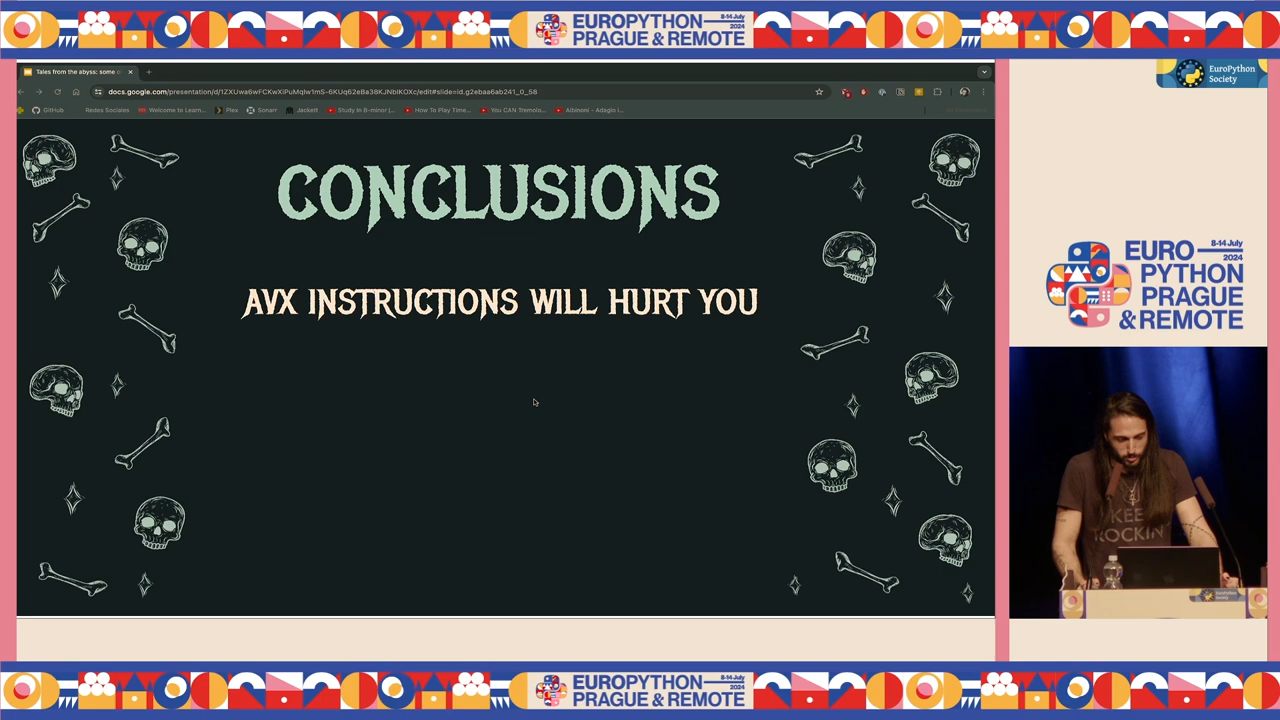 8-14 July
2024
EUROPYTHON
PRAGUE & REMOTE
Tales from the abyss: some o
docs.google.com/presentation/d/1ZXUwa6wFCKwXiPuMqlw1mS-6KUq62eBa38KJNbtKOXc/edit#slide=id.g2ebaa6ab241_0_58
GitHub
Redes Sociales
Welcome to Learn...
Plex
Sonarr
Jackett
Study In B-minor |...
How To Play Time...
You CAN Tremolo...
Albinoni - Adagio i...
CONCLUSIONS
AVX INSTRUCTIONS WILL HURT YOU
EuroPython
Society
8-14 July
2024
EURO
PYTHON
PRAGUE
& REMOTE
KEEP
ROCKIN
EuroPython
Society
8-14 July
2024
EUROPYTHON
PRAGUE & REMOTE